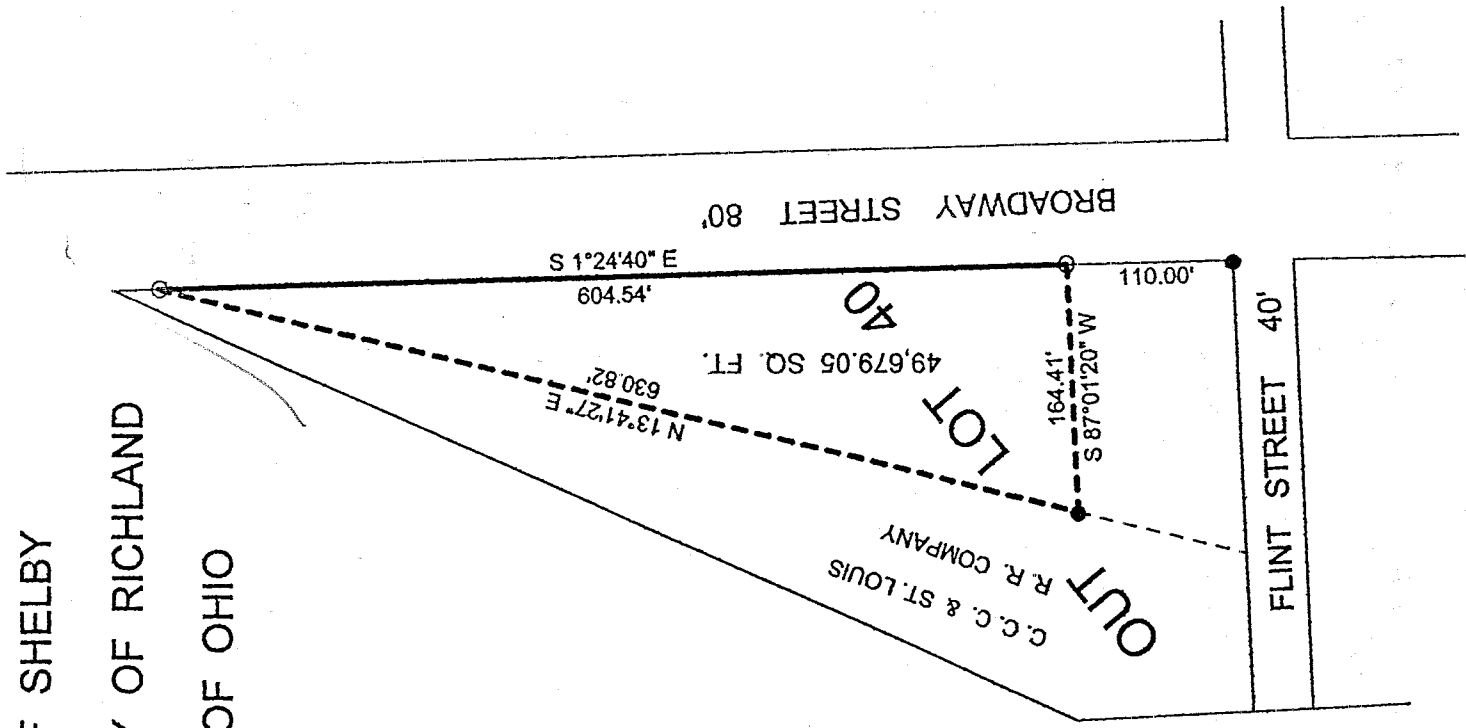 F SHELBY
Y OF RICHLAND
OF OHIO
BROADWAY STREET 80'
S 1°24'40" E
604.54'
110.00'
OUT LOT 40
49,679.05 SQ. FT.
630.82'
N 13°41'27" E
164.41'
S 87°01'20" W
C. C. C. & ST. LOUIS
R. R. COMPANY
FLINT STREET 40'